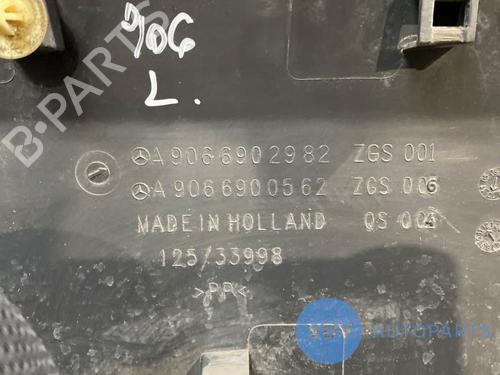 906
L.
A 906 690 29 82 ZGS 001
A 906 690 05 62 ZGS 006
MADE IN HOLLAND QS 004
125/33998
>PP<
B-PARTS
VDV AUTOPARTS